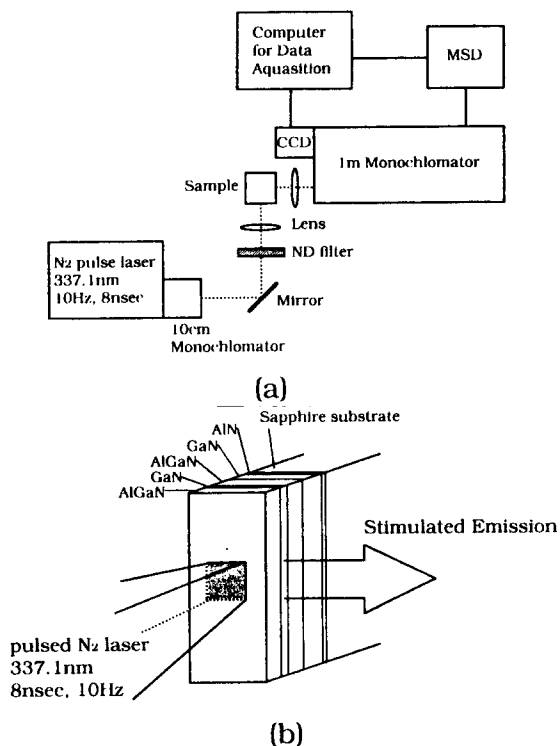 Computer
for Data
Aquasition
MSD
CCD
1m Monochlomator
Sample
Lens
ND filter
N2 pulse laser
337.1nm
10Hz, 8nsec
Mirror
10cm
Monochlomator
(a)
Sapphire substrate
AlN
GaN
AlGaN
GaN
AlGaN
Stimulated Emission
pulsed N2 laser
337.1nm
8nsec, 10Hz
(b)